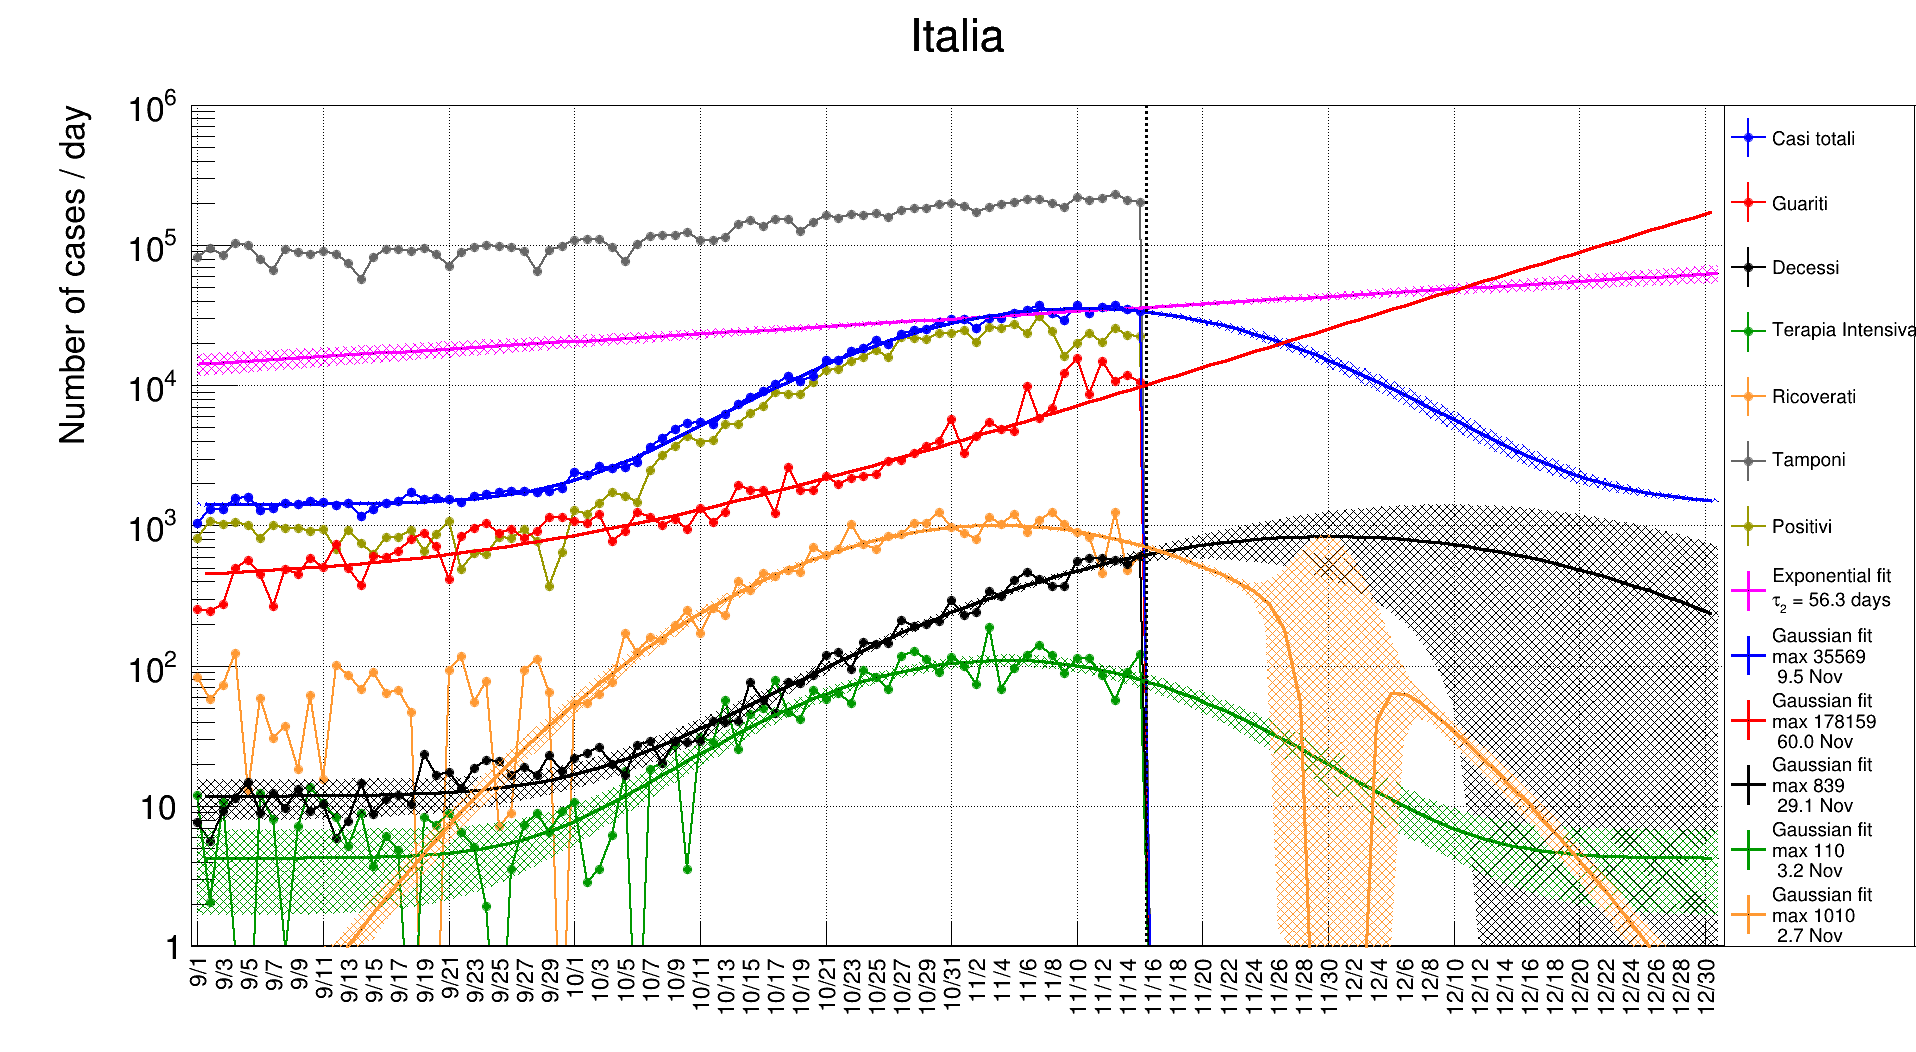 Italia
Number of cases / day
10^6
10^5
10^4
10^3
10^2
10
1
9/1
9/3
9/5
9/7
9/9
9/11
9/13
9/15
9/17
9/19
9/21
9/23
9/25
9/27
9/29
10/1
10/3
10/5
10/7
10/9
10/11
10/13
10/15
10/17
10/19
10/21
10/23
10/25
10/27
10/29
10/31
11/2
11/4
11/6
11/8
11/10
11/12
11/14
11/16
11/18
11/20
11/22
11/24
11/26
11/28
11/30
12/2
12/4
12/6
12/8
12/10
12/12
12/14
12/16
12/18
12/20
12/22
12/24
12/26
12/28
12/30
Casi totali
Guariti
Decessi
Terapia Intensiva
Ricoverati
Tamponi
Positivi
Exponential fit
τ₂ = 56.3 days
Gaussian fit
max 35569
9.5 Nov
Gaussian fit
max 178159
60.0 Nov
Gaussian fit
max 839
29.1 Nov
Gaussian fit
max 110
3.2 Nov
Gaussian fit
max 1010
2.7 Nov